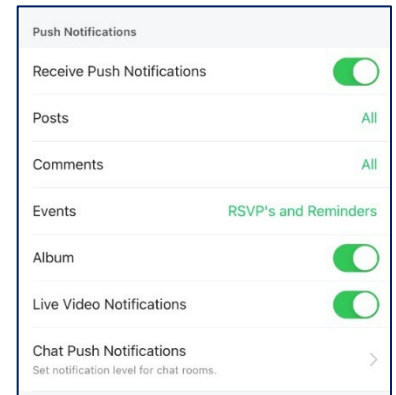 Push Notifications
Receive Push Notifications
Posts All
Comments All
Events RSVP's and Reminders
Album
Live Video Notifications
Chat Push Notifications
Set notification level for chat rooms.